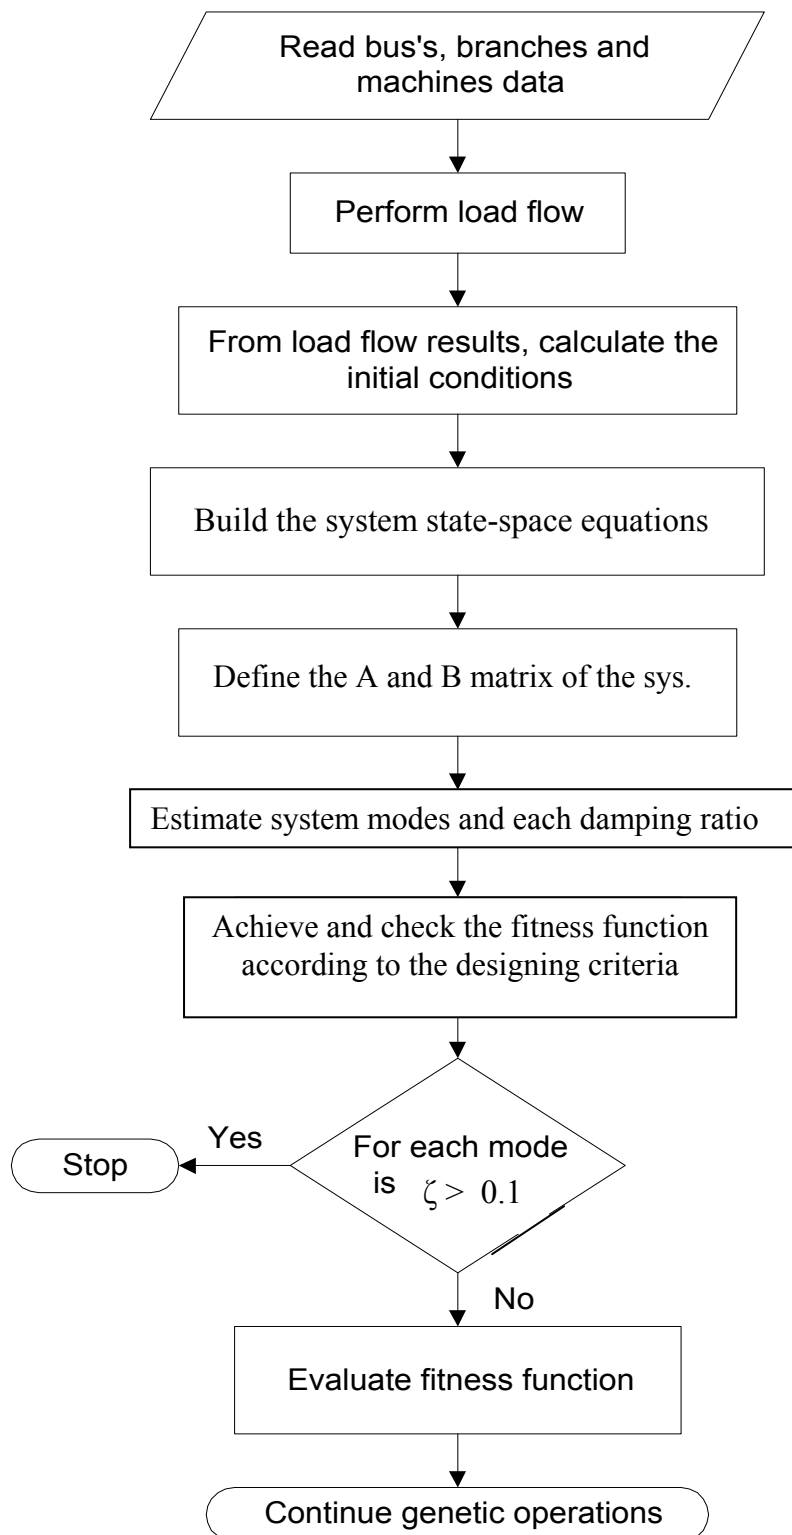 Read bus's, branches and
machines data
Perform load flow
From load flow results, calculate the
initial conditions
Build the system state-space equations
Define the A and B matrix of the sys.
Estimate system modes and each damping ratio
Achieve and check the fitness function
according to the designing criteria
Yes
Stop
For each mode
is ζ > 0.1
No
Evaluate fitness function
Continue genetic operations